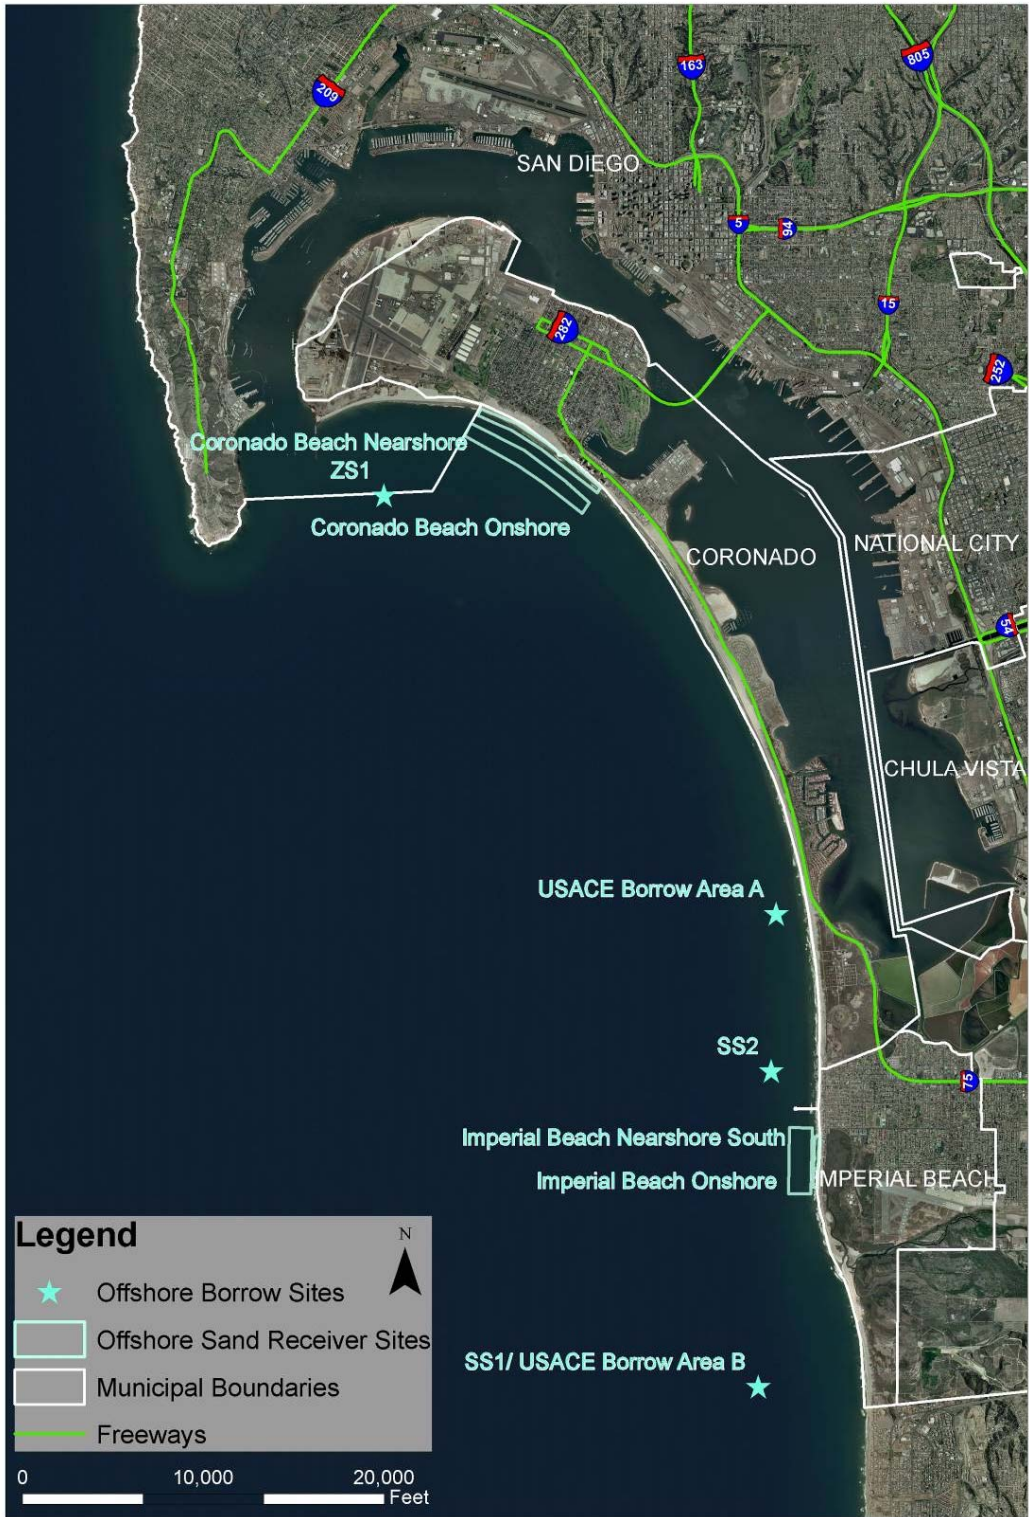 209
163
805
SAN DIEGO
5
94
15
282
252
Coronado Beach Nearshore
ZS1
Coronado Beach Onshore
CORONADO
NATIONAL CITY
54
CHULA VISTA
USACE Borrow Area A
SS2
75
Imperial Beach Nearshore South
Imperial Beach Onshore
IMPERIAL BEACH
SS1/ USACE Borrow Area B
Legend
N
Offshore Borrow Sites
Offshore Sand Receiver Sites
Municipal Boundaries
Freeways
0 10,000 20,000
Feet